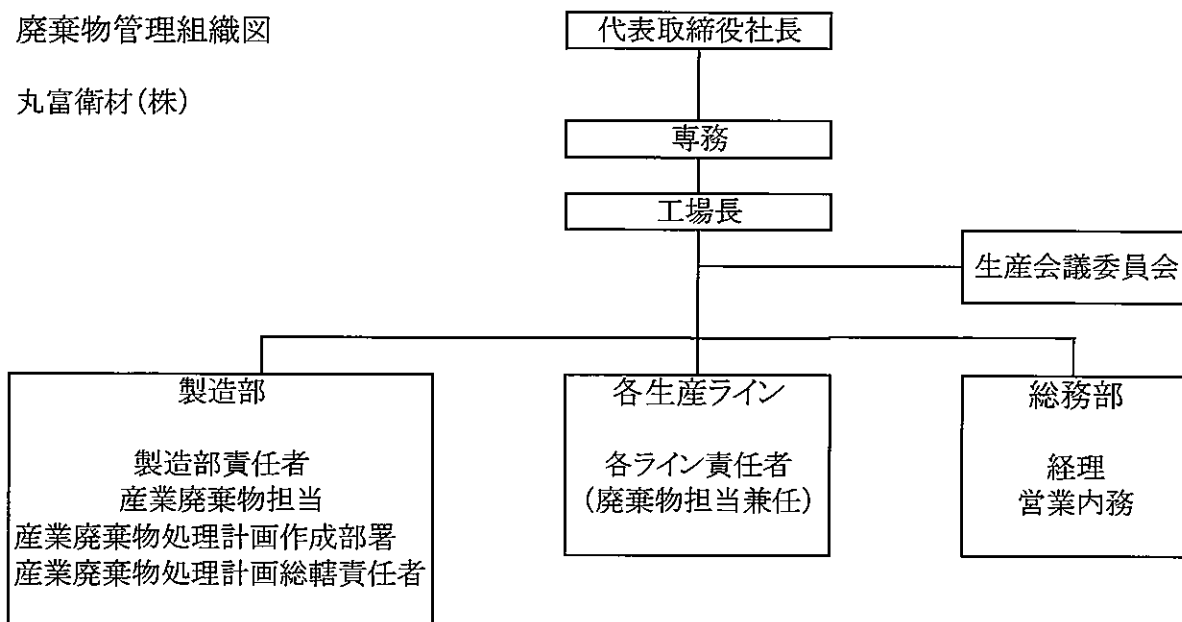 廃棄物管理組織図
丸富衛材(株)
代表取締役社長
専務
工場長
生産会議委員会
製造部
製造部責任者
産業廃棄物担当
産業廃棄物処理計画作成部署
産業廃棄物処理計画総轄責任者
各生産ライン
各ライン責任者
(廃棄物担当兼任)
総務部
経理
営業内務